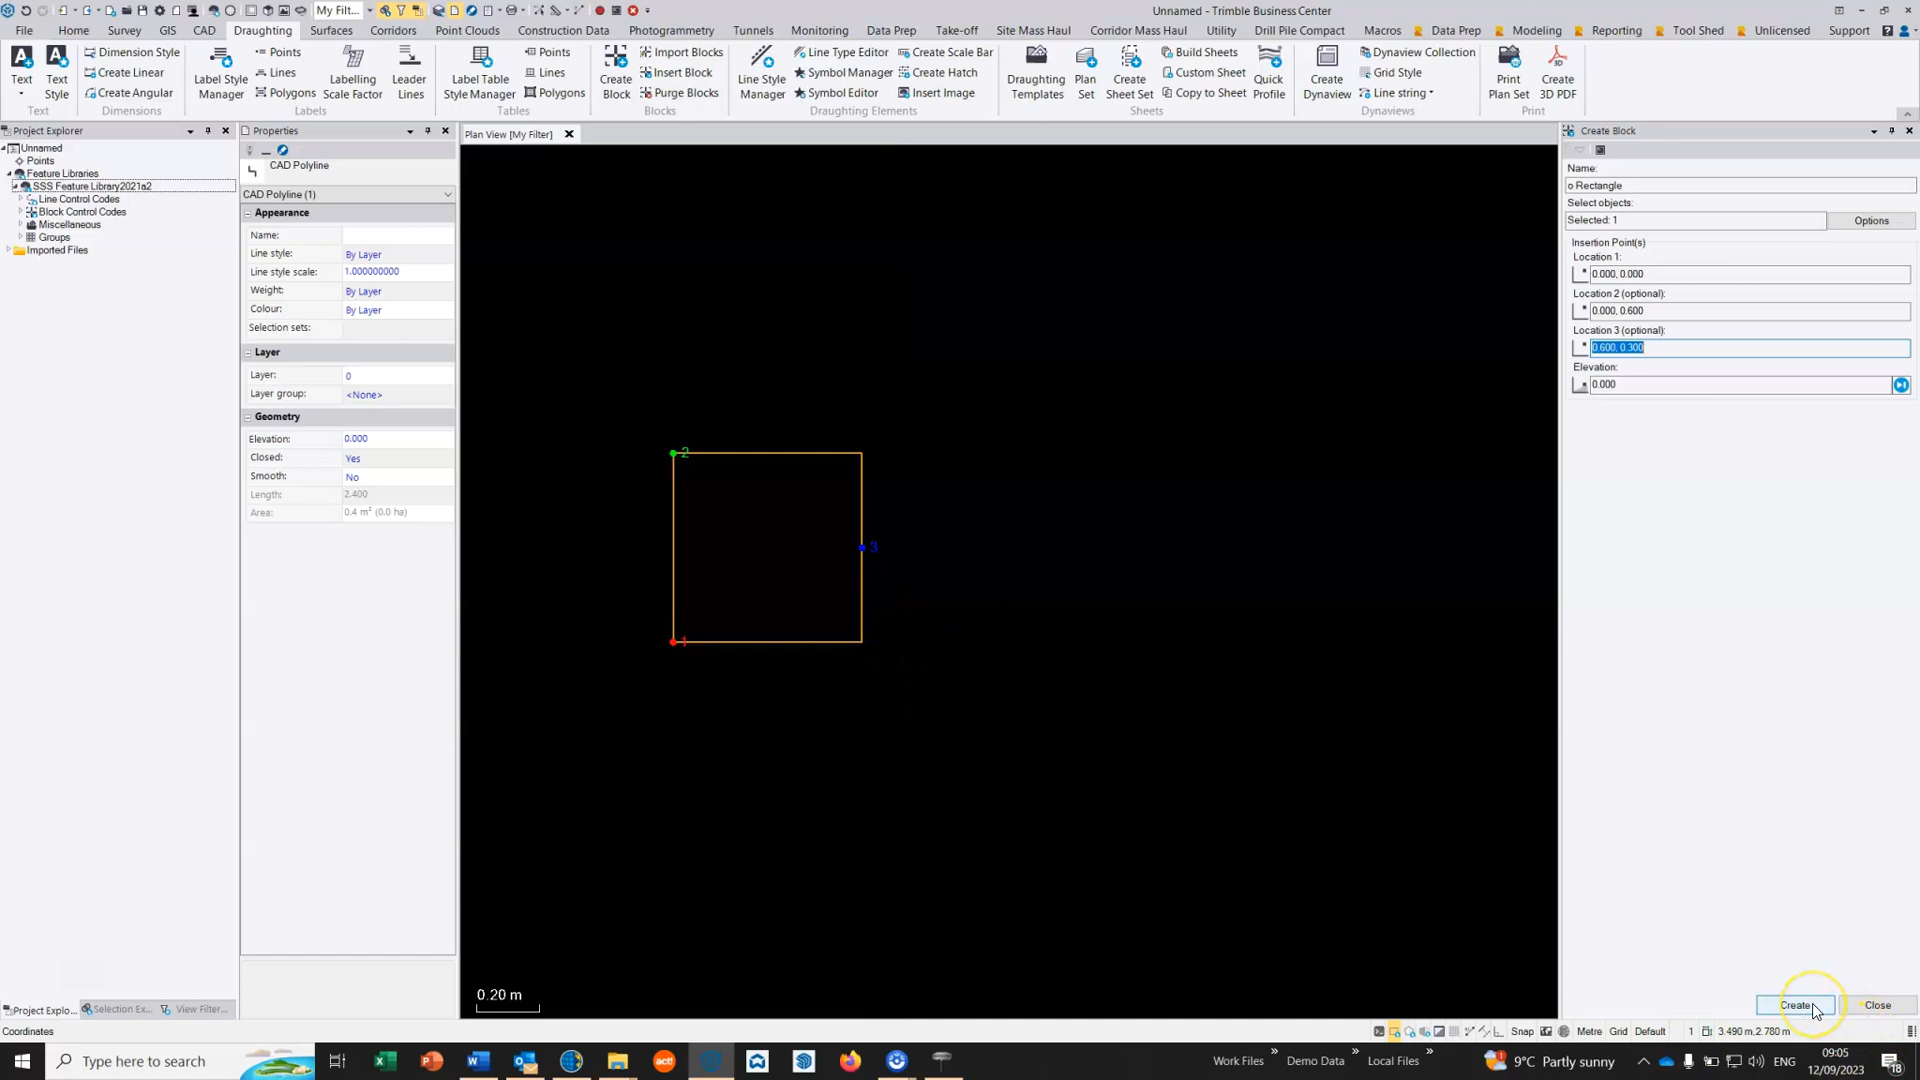 My Filt...
Unnamed - Trimble Business Center
File Home Survey GIS CAD Draughting Surfaces Corridors Point Clouds Construction Data Photogrammetry Tunnels Monitoring Data Prep Take-off Site Mass Haul Corridor Mass Haul Utility Drill Pile Compact Macros Data Prep Modeling Reporting Tool Shed Unlicensed Support
Text
Text Style
Dimension Style
Create Linear
Create Angular
Label Style Manager
Points
Lines
Polygons
Labelling Scale Factor
Leader Lines
Label Table Style Manager
Points
Lines
Polygons
Create Block
Import Blocks
Insert Block
Purge Blocks
Line Style Manager
Line Type Editor
Symbol Manager
Symbol Editor
Create Scale Bar
Create Hatch
Insert Image
Draughting Templates
Plan Set
Create Sheet Set
Build Sheets
Custom Sheet
Copy to Sheet
Quick Profile
Create Dynaview
Dynaview Collection
Grid Style
Line string
Print Plan Set
Create 3D PDF
Text Dimensions Labels Tables Blocks Draughting Elements Sheets Dynaviews Print
Project Explorer
Unnamed
Points
Feature Libraries
SSS Feature Library2021a2
Line Control Codes
Block Control Codes
Miscellaneous
Groups
Imported Files
Properties
CAD Polyline
CAD Polyline (1)
Appearance
Name:
Line style: By Layer
Line style scale: 1.000000000
Weight: By Layer
Colour: By Layer
Selection sets:
Layer
Layer: 0
Layer group: <None>
Geometry
Elevation: 0.000
Closed: Yes
Smooth: No
Length: 2.400
Area: 0.4 m² (0.0 ha)
Plan View [My Filter]
2
3
1
0.20 m
Create Block
Name:
o Rectangle
Select objects:
Selected: 1
Options
Insertion Point(s)
Location 1:
0.000, 0.000
Location 2 (optional):
0.000, 0.600
Location 3 (optional):
0.600, 0.300
Elevation:
0.000
Create Close
Project Explo... Selection Ex... View Filter...
Coordinates
Snap Metre Grid Default 1 3.490 m,2.780 m
Type here to search
Work Files » Demo Data » Local Files »
9°C Partly sunny
ENG
09:05
12/09/2023
18